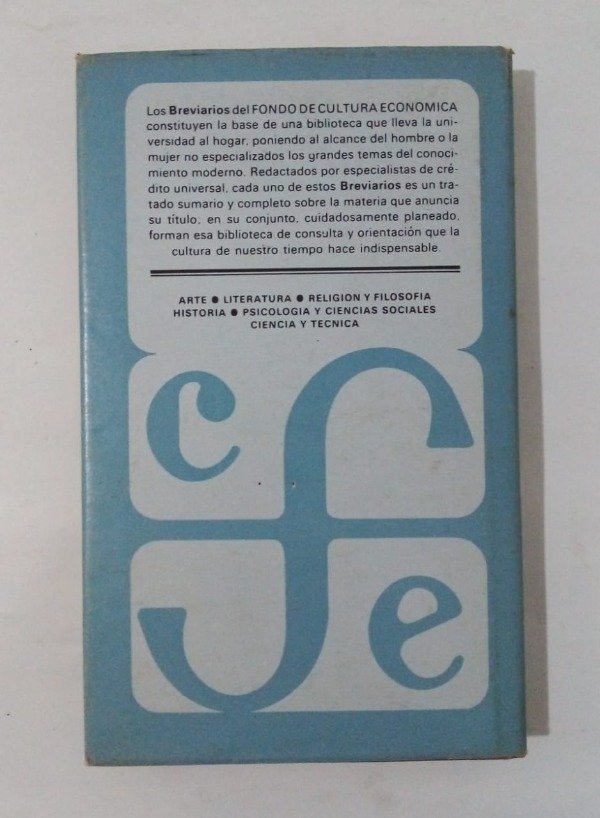 Los Breviarios del FONDO DE CULTURA ECONOMICA
constituyen la base de una biblioteca que lleva la uni-
versidad al hogar, poniendo al alcance del hombre o la
mujer no especializados los grandes temas del conoci-
miento moderno. Redactados por especialistas de cré-
dito universal, cada uno de estos Breviarios es un tra-
tado sumario y completo sobre la materia que anuncia
su título; en su conjunto, cuidadosamente planeado,
forman esa biblioteca de consulta y orientación que la
cultura de nuestro tiempo hace indispensable.
ARTE ● LITERATURA ● RELIGION Y FILOSOFIA
HISTORIA ● PSICOLOGIA Y CIENCIAS SOCIALES
CIENCIA Y TECNICA
c f e